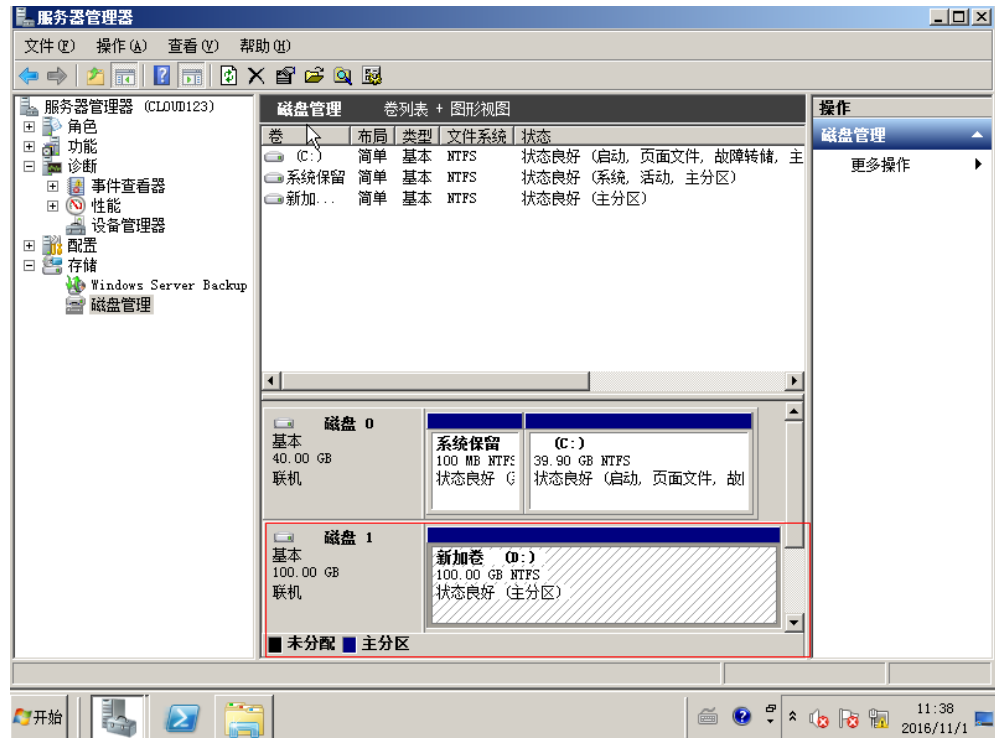 服务器管理器
文件(F) 操作(A) 查看(V) 帮助(H)
服务器管理器 (CLOUD123)
角色
功能
诊断
事件查看器
性能
设备管理器
配置
存储
Windows Server Backup
磁盘管理
磁盘管理 卷列表 + 图形视图
卷 布局 类型 文件系统 状态
(C:) 简单 基本 NTFS 状态良好 (启动, 页面文件, 故障转储, 主
系统保留 简单 基本 NTFS 状态良好 (系统, 活动, 主分区)
新加... 简单 基本 NTFS 状态良好 (主分区)
磁盘 0
基本
40.00 GB
联机
系统保留
100 MB NTFS
状态良好 (
(C:)
39.90 GB NTFS
状态良好 (启动, 页面文件, 故
磁盘 1
基本
100.00 GB
联机
新加卷 (D:)
100.00 GB NTFS
状态良好 (主分区)
未分配 主分区
操作
磁盘管理
更多操作
开始
11:38
2016/11/1